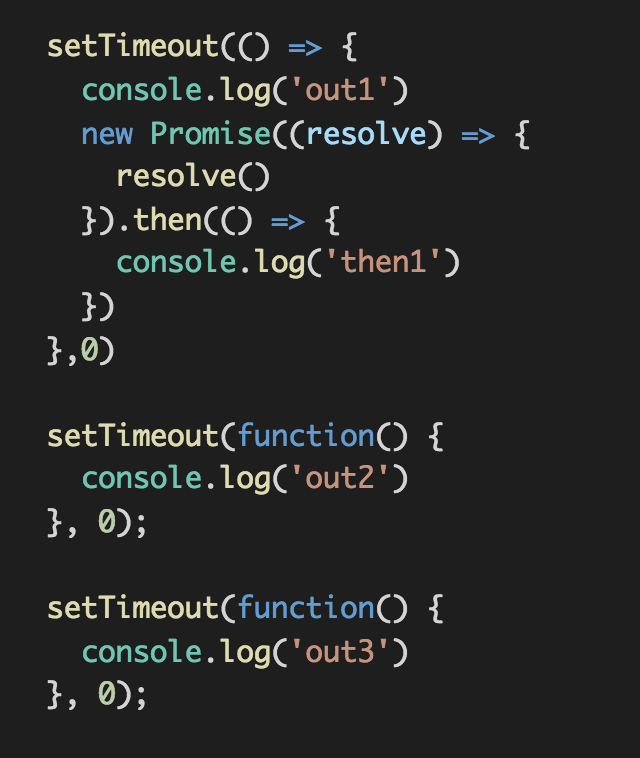 setTimeout(() => {
  console.log('out1')
  new Promise((resolve) => {
    resolve()
  }).then(() => {
    console.log('then1')
  })
},0)

setTimeout(function() {
  console.log('out2')
}, 0);

setTimeout(function() {
  console.log('out3')
}, 0);